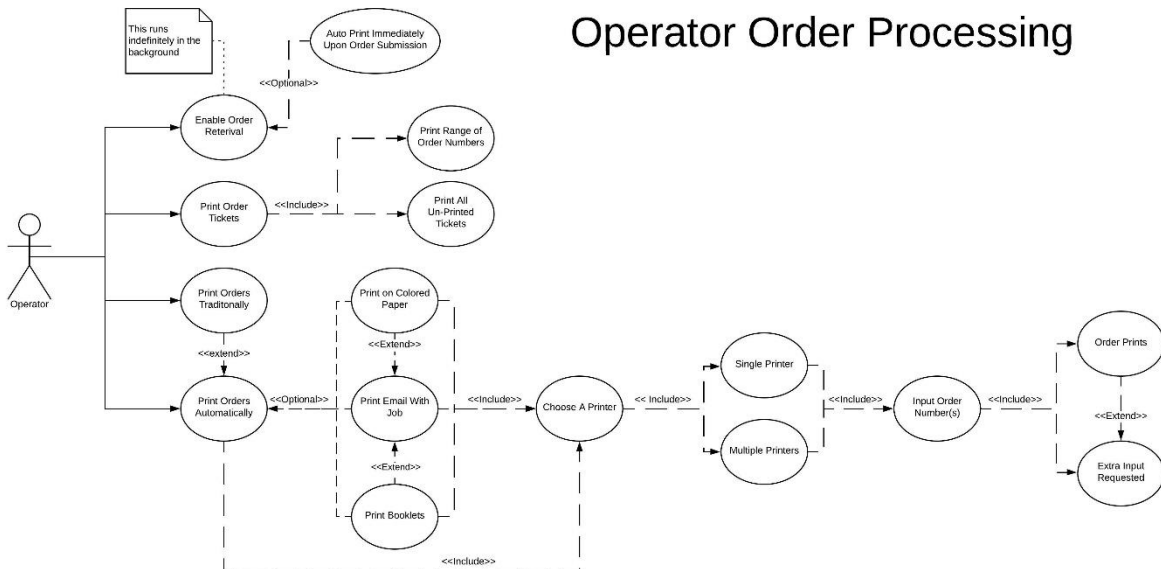 Operator Order Processing
This runs
indefinitely in the
background
Auto Print Immediately
Upon Order Submission
<<Optional>>
Enable Order
Reterival
Print Range of
Order Numbers
Print Order
Tickets
<<Include>>
Print All
Un-Printed
Tickets
Operator
Print Orders
Traditonally
Print on Colored
Paper
<<extend>>
<<Extend>>
Single Printer
Order Prints
Print Orders
Automatically
<<Optional>>
Print Email With
Job
<<Include>>
Choose A Printer
<< Include>>
<<Include>>
Input Order
Number(s)
<<Include>>
<<Extend>>
<<Extend>>
Multiple Printers
Extra Input
Requested
Print Booklets
<<Include>>